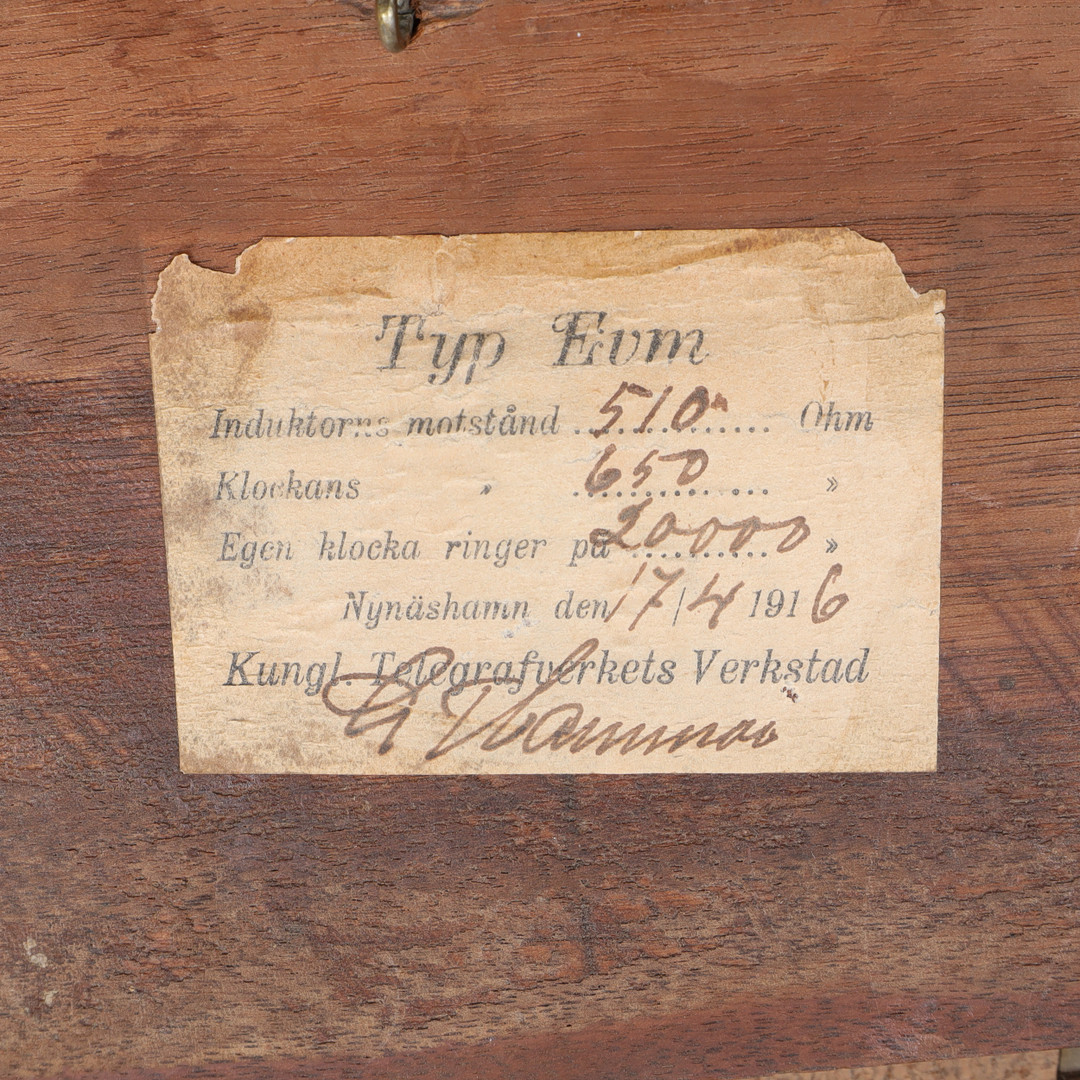 Typ Evm
Induktorns motstånd 510 Ohm
Klockans „ 650 »
Egen klocka ringer på 20000 »
Nynäshamn den 17/4 1916
Kungl. Telegrafverkets Verkstad